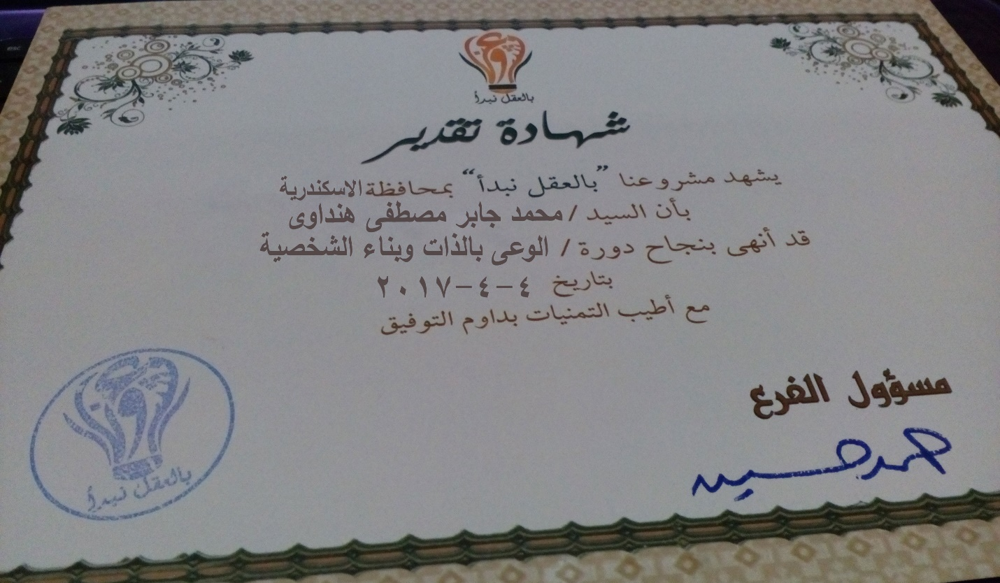 بالعقل نبدأ
شهادة تقدير
يشهد مشروعنا "بالعقل نبدأ" بمحافظة الاسكندرية
بأن السيد / محمد جابر مصطفى هنداوى
قد أنهى بنجاح دورة / الوعى بالذات وبناء الشخصية
بتاريخ ٤-٤-٢٠١٧
مع أطيب التمنيات بداوم التوفيق
مسؤول الفرع
بالعقل نبدأ
esc